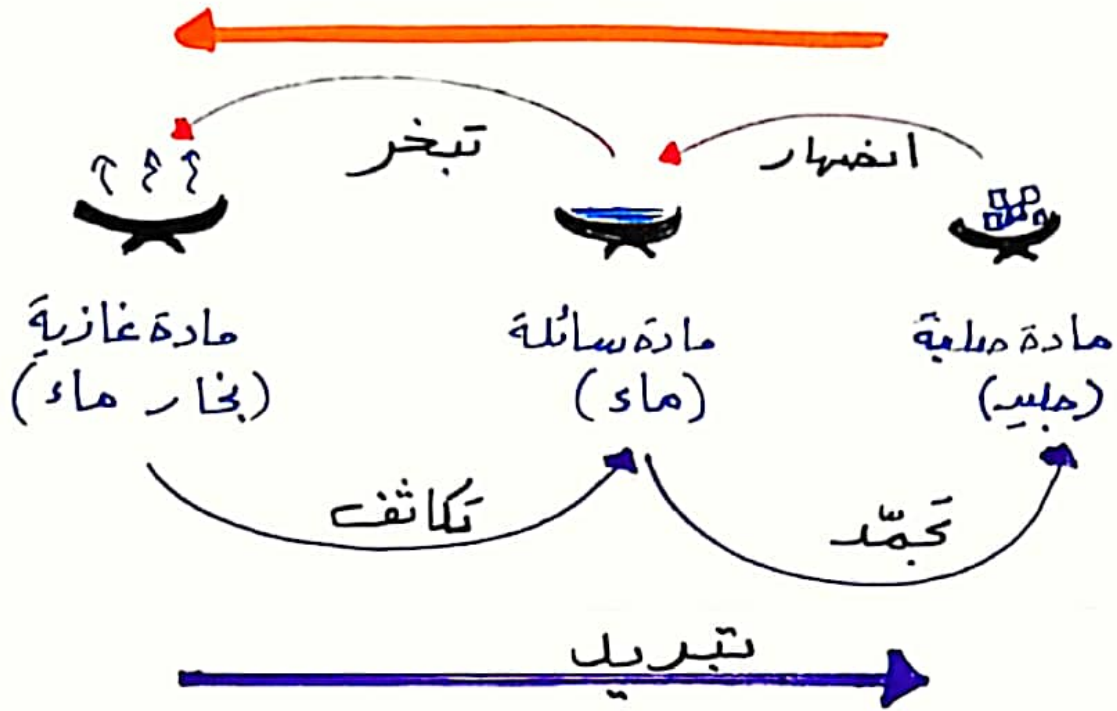 انصهار
تبخر
مادة صلبة
(جليد)
مادة سائلة
(ماء)
مادة غازية
(بخار ماء)
تجمّد
تكاثف
تبريد